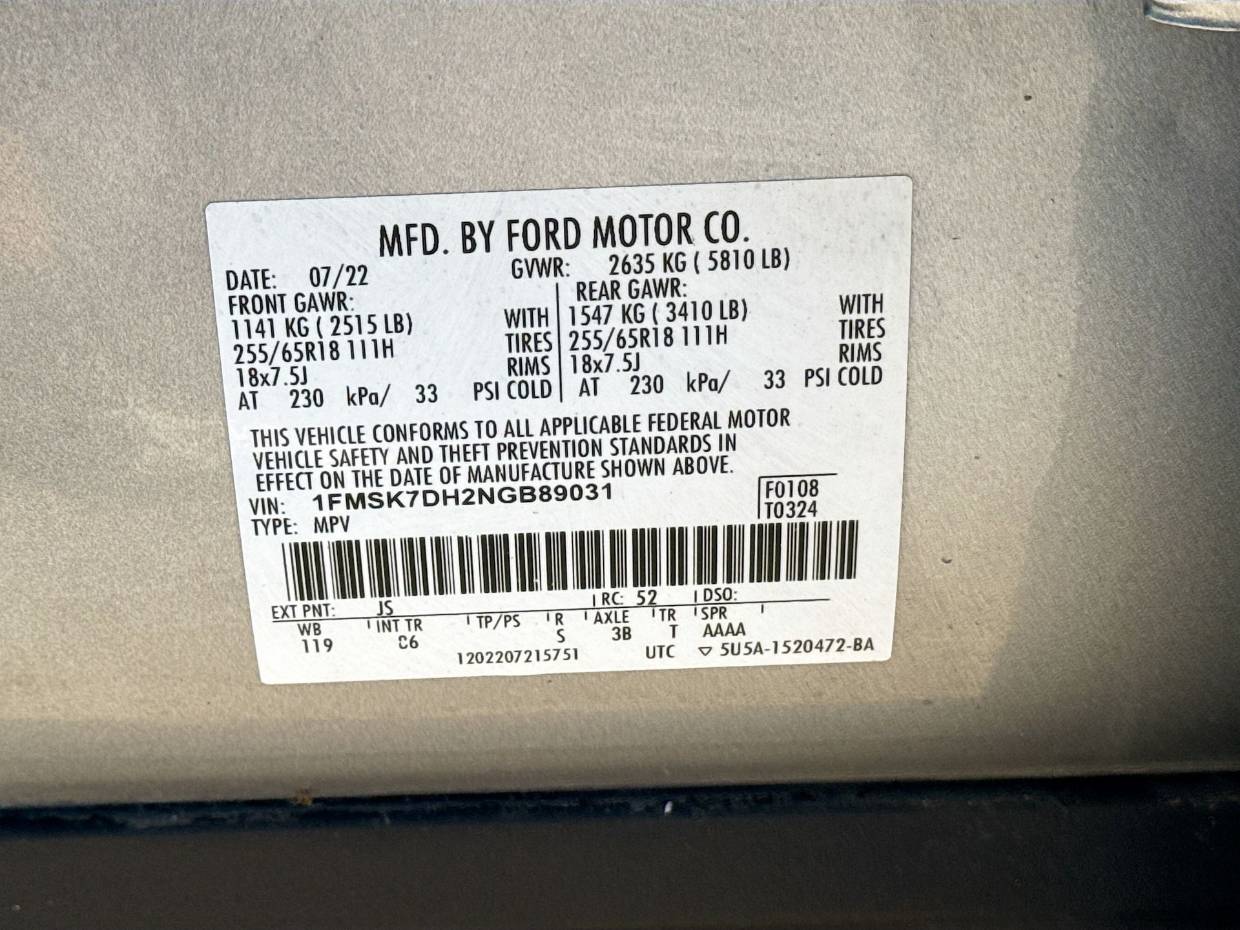 MFD. BY FORD MOTOR CO.
DATE: 07/22 GVWR: 2635 KG ( 5810 LB)
FRONT GAWR: REAR GAWR:
1141 KG ( 2515 LB) WITH 1547 KG ( 3410 LB) WITH
255/65R18 111H TIRES 255/65R18 111H TIRES
18x7.5J RIMS 18x7.5J RIMS
AT 230 kPa/ 33 PSI COLD AT 230 kPa/ 33 PSI COLD
THIS VEHICLE CONFORMS TO ALL APPLICABLE FEDERAL MOTOR
VEHICLE SAFETY AND THEFT PREVENTION STANDARDS IN
EFFECT ON THE DATE OF MANUFACTURE SHOWN ABOVE.
VIN: 1FMSK7DH2NGB89031 F0108
TYPE: MPV T0324
EXT PNT: JS RC: 52 DSO:
WB INT TR TP/PS R AXLE TR SPR
119 C6 S 3B T AAAA
1202207215751 UTC ▽ 5U5A-1520472-BA